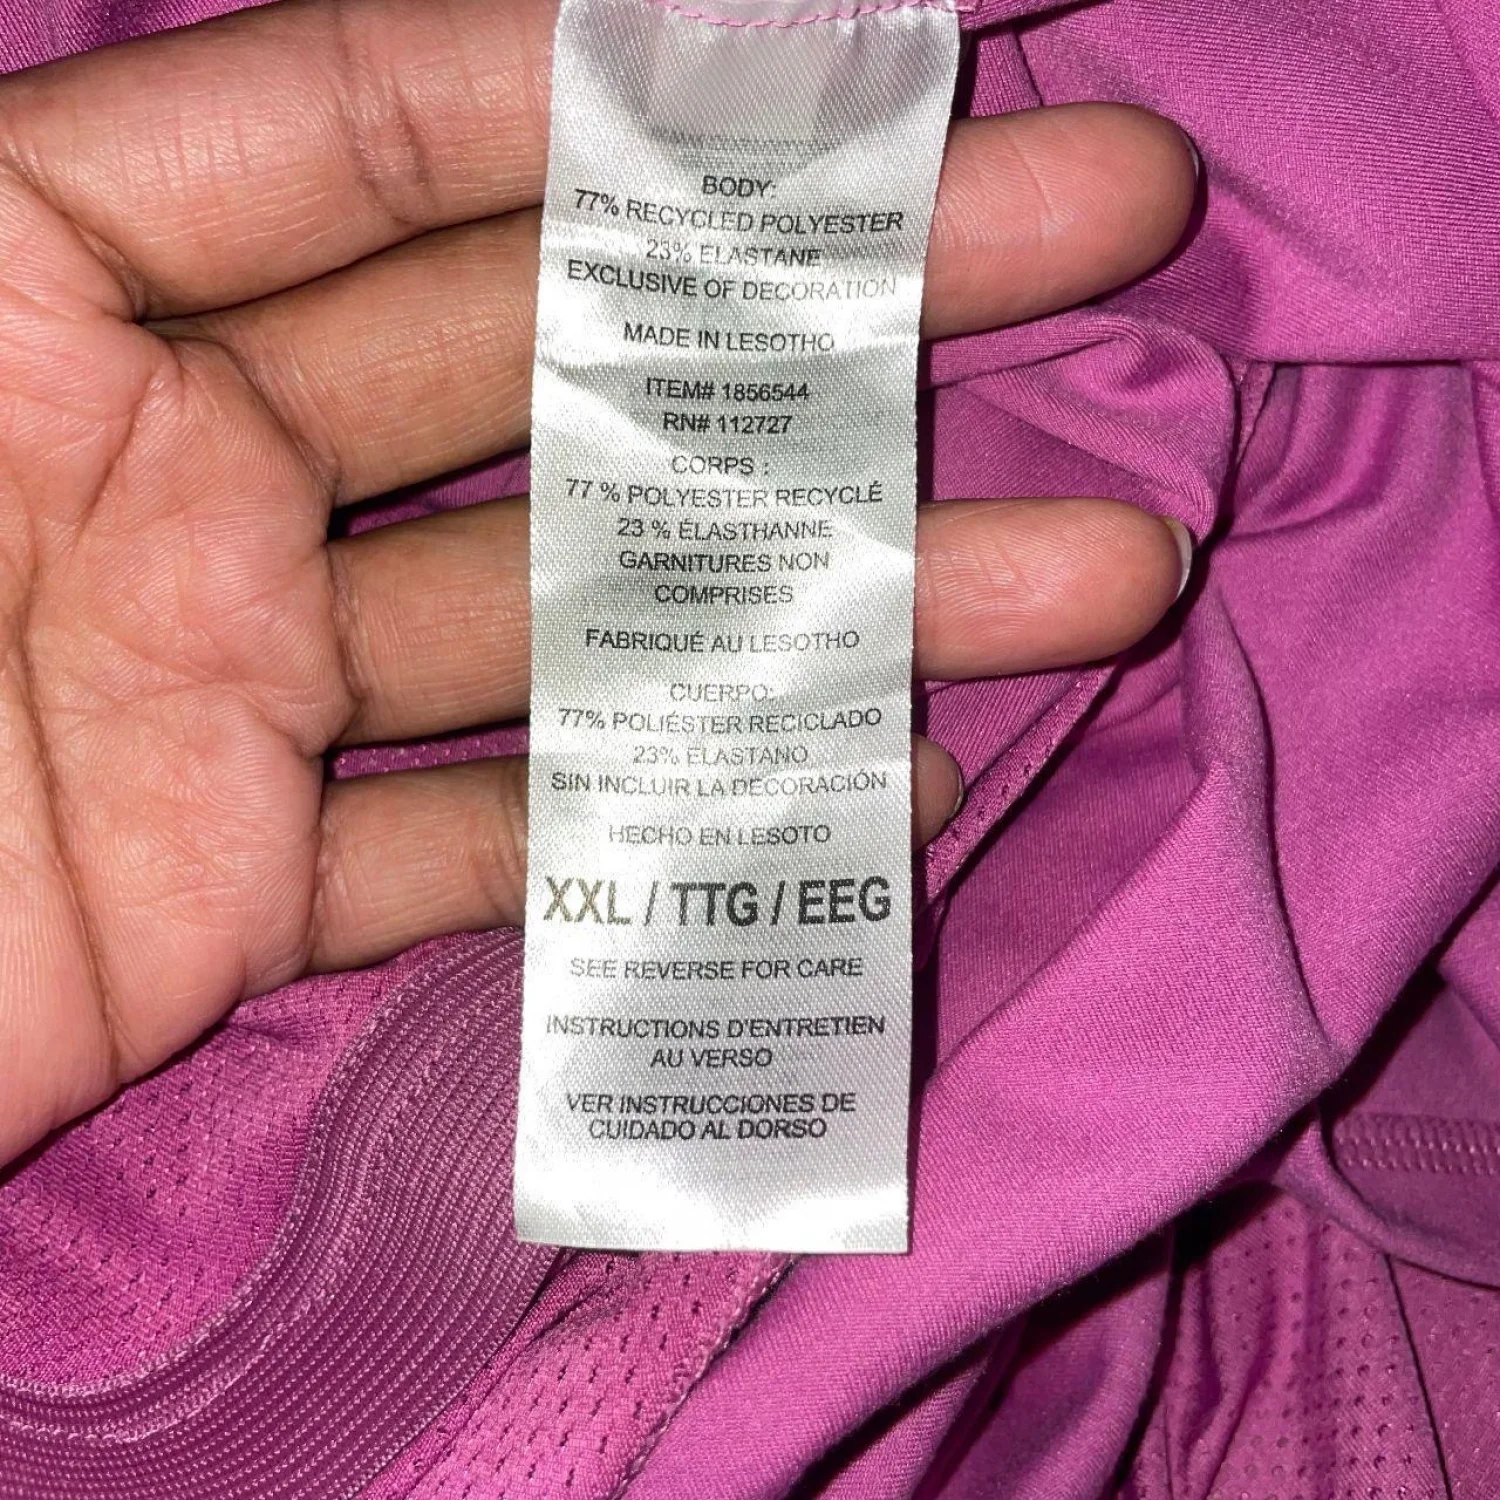 BODY:
77% RECYCLED POLYESTER
23% ELASTANE
EXCLUSIVE OF DECORATION
MADE IN LESOTHO
ITEM# 1856544
RN# 112727
CORPS :
77 % POLYESTER RECYCLÉ
23 % ÉLASTHANNE
GARNITURES NON
COMPRISES
FABRIQUÉ AU LESOTHO
CUERPO:
77% POLIÉSTER RECICLADO
23% ELASTANO
SIN INCLUIR LA DECORACIÓN
HECHO EN LESOTO
XXL / TTG / EEG
SEE REVERSE FOR CARE
INSTRUCTIONS D'ENTRETIEN
AU VERSO
VER INSTRUCCIONES DE
CUIDADO AL DORSO